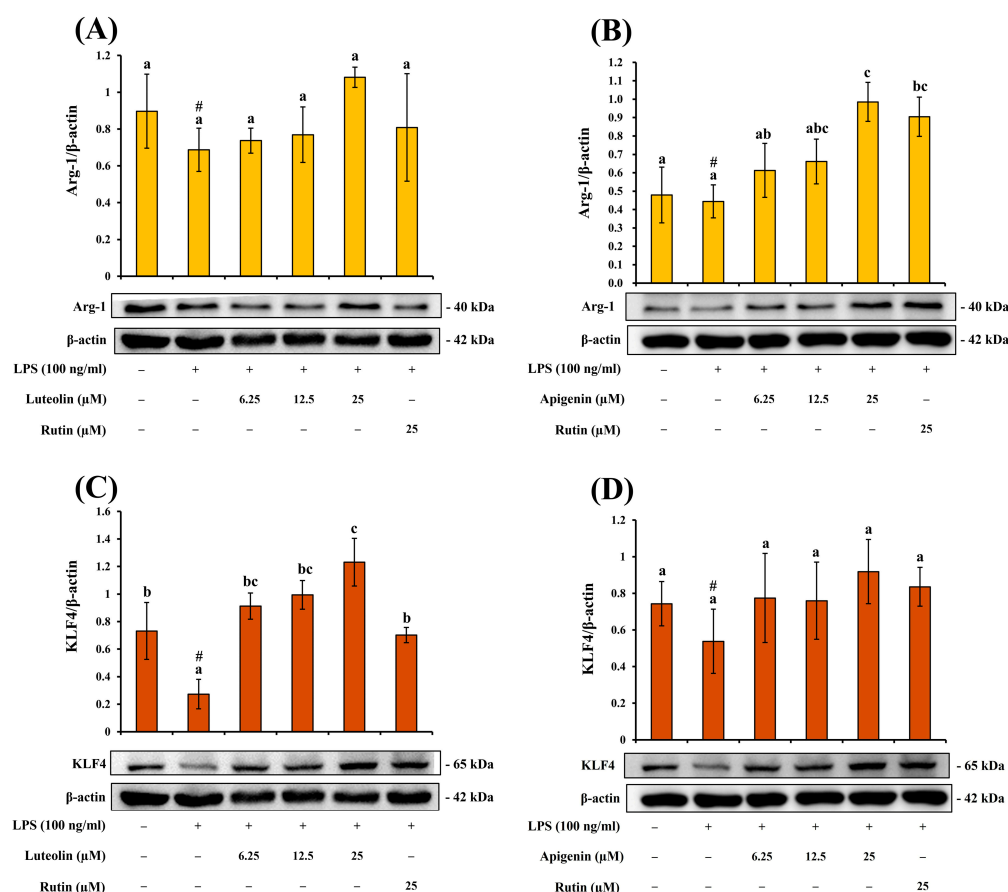 (A)
Arg-1/β-actin
1.2
1
0.8
0.6
0.4
0.2
0
a
#
a
a
a
a
a
Arg-1
- 40 kDa
β-actin
- 42 kDa
LPS (100 ng/ml) – + + + + +
Luteolin (µM) – – 6.25 12.5 25 –
Rutin (µM) – – – – – 25
(B)
Arg-1/β-actin
1.2
1.1
1.0
0.9
0.8
0.7
0.6
0.5
0.4
0.3
0.2
0.1
0.0
a
#
a
ab
abc
c
bc
Arg-1
- 40 kDa
β-actin
- 42 kDa
LPS (100 ng/ml) – + + + + +
Apigenin (µM) – – 6.25 12.5 25 –
Rutin (µM) – – – – – 25
(C)
KLF4/β-actin
1.6
1.4
1.2
1
0.8
0.6
0.4
0.2
0
b
#
a
bc
bc
c
b
KLF4
- 65 kDa
β-actin
- 42 kDa
LPS (100 ng/ml) – + + + + +
Luteolin (µM) – – 6.25 12.5 25 –
Rutin (µM) – – – – – 25
(D)
KLF4/β-actin
1.2
1
0.8
0.6
0.4
0.2
0
a
#
a
a
a
a
a
KLF4
- 65 kDa
β-actin
- 42 kDa
LPS (100 ng/ml) – + + + + +
Apigenin (µM) – – 6.25 12.5 25 –
Rutin (µM) – – – – – 25